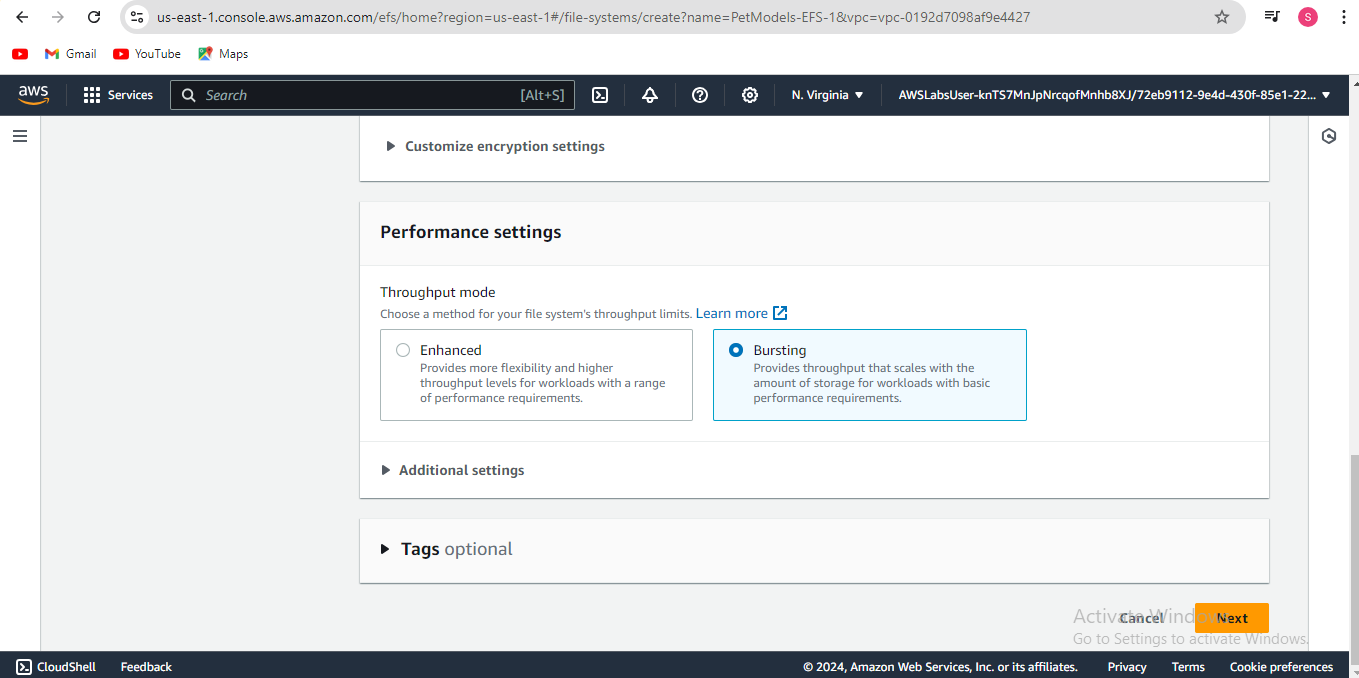 us-east-1.console.aws.amazon.com/efs/home?region=us-east-1#/file-systems/create?name=PetModels-EFS-1&vpc=vpc-0192d7098af9e4427
S
Gmail
YouTube
Maps
aws
Services
Search
[Alt+S]
N. Virginia
AWSLabsUser-knTS7MnJpNrcqofMnhb8XJ/72eb9112-9e4d-430f-85e1-22...
Customize encryption settings
Performance settings
Throughput mode
Choose a method for your file system's throughput limits. Learn more
Enhanced
Provides more flexibility and higher
throughput levels for workloads with a range
of performance requirements.
Bursting
Provides throughput that scales with the
amount of storage for workloads with basic
performance requirements.
Additional settings
Tags optional
Cancel
Next
Activate Windows
Go to Settings to activate Windows.
CloudShell
Feedback
© 2024, Amazon Web Services, Inc. or its affiliates.
Privacy
Terms
Cookie preferences